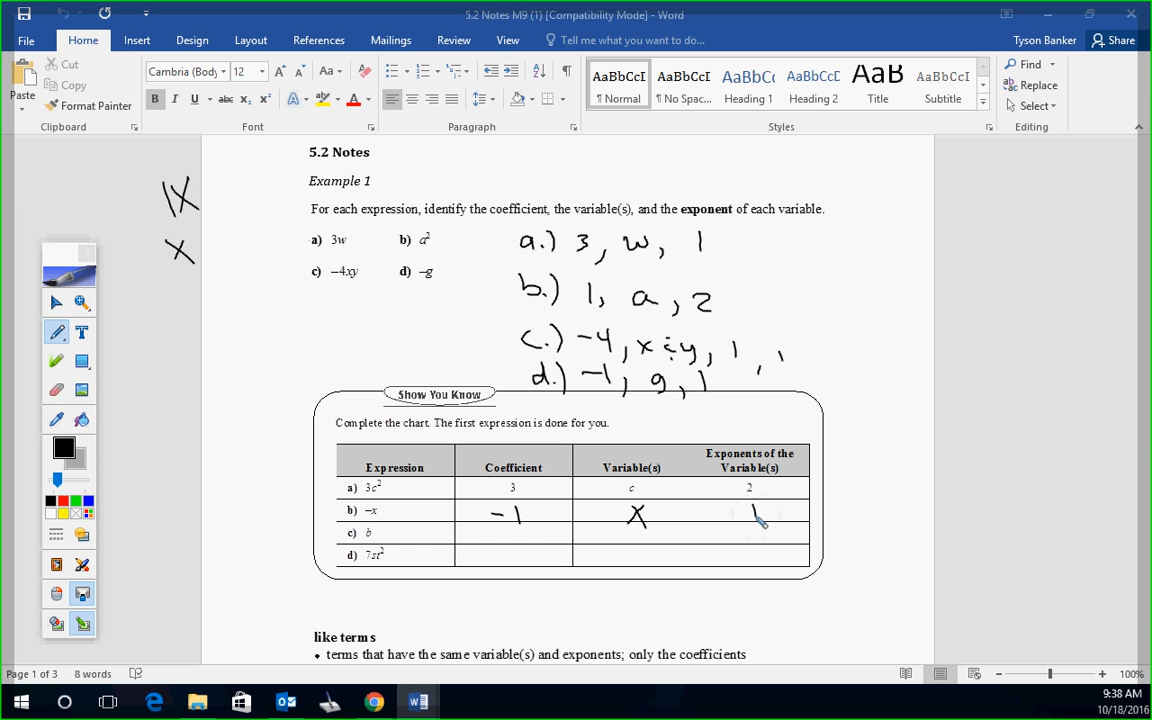 5.2 Notes M9 (1) [Compatibility Mode] - Word
File Home Insert Design Layout References Mailings Review View Tell me what you want to do... Tyson Banker Share
Cut
Copy
Format Painter
Paste
Cambria (Body 12
Aa
B I U abc x₂ x²
AaBbCcI AaBbCcI AaBbCc AaBbCcI AaB AaBbCcI
¶ Normal ¶ No Spac... Heading 1 Heading 2 Title Subtitle
Find
Replace
Select
Clipboard Font Paragraph Styles Editing
5.2 Notes
Example 1
For each expression, identify the coefficient, the variable(s), and the exponent of each variable.
a) 3w b) a²
c) −4xy d) −g
1X
X
a.) 3, w, 1
b.) 1, a, 2
c.) -4, x & y, 1, 1
d.) -1, g, 1
Show You Know
Complete the chart. The first expression is done for you.
Expression Coefficient Variable(s) Exponents of the Variable(s)
a) 3c² 3 c 2
b) −x -1 X 1
c) b
d) 7st²
like terms
• terms that have the same variable(s) and exponents; only the coefficients
Page 1 of 3 8 words 100%
9:38 AM
10/18/2016